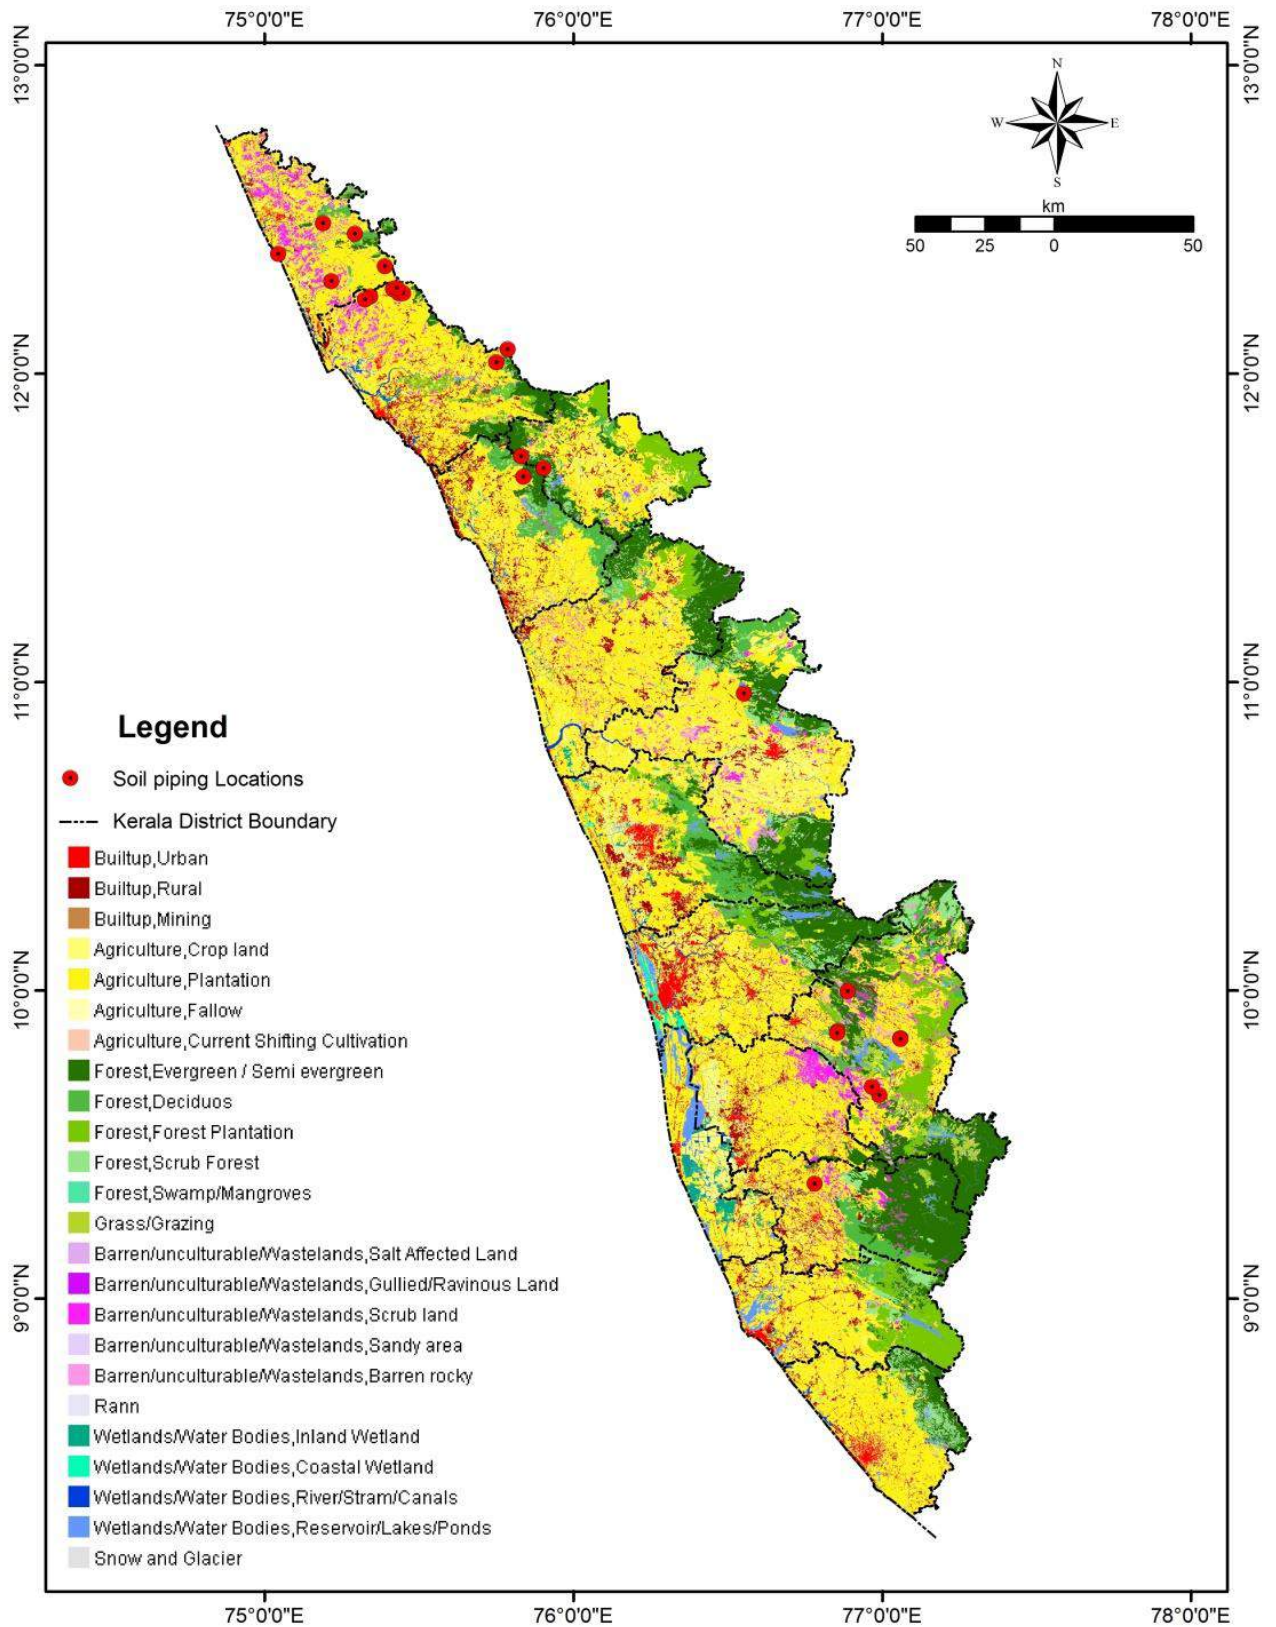 75°0'0"E 76°0'0"E 77°0'0"E 78°0'0"E
13°0'0"N 13°0'0"N
N
W E
S
km
50 25 0 50
12°0'0"N 12°0'0"N
11°0'0"N 11°0'0"N
Legend
Soil piping Locations
Kerala District Boundary
Builtup,Urban
Builtup,Rural
Builtup,Mining
Agriculture,Crop land
Agriculture,Plantation
10°0'0"N 10°0'0"N
Agriculture,Fallow
Agriculture,Current Shifting Cultivation
Forest,Evergreen / Semi evergreen
Forest,Deciduos
Forest,Forest Plantation
Forest,Scrub Forest
Forest,Swamp/Mangroves
Grass/Grazing
Barren/unculturable/Wastelands,Salt Affected Land
Barren/unculturable/Wastelands,Gullied/Ravinous Land
9°0'0"N 9°0'0"N
Barren/unculturable/Wastelands,Scrub land
Barren/unculturable/Wastelands,Sandy area
Barren/unculturable/Wastelands,Barren rocky
Rann
Wetlands/Water Bodies,Inland Wetland
Wetlands/Water Bodies,Coastal Wetland
Wetlands/Water Bodies,River/Stram/Canals
Wetlands/Water Bodies,Reservoir/Lakes/Ponds
Snow and Glacier
75°0'0"E 76°0'0"E 77°0'0"E 78°0'0"E